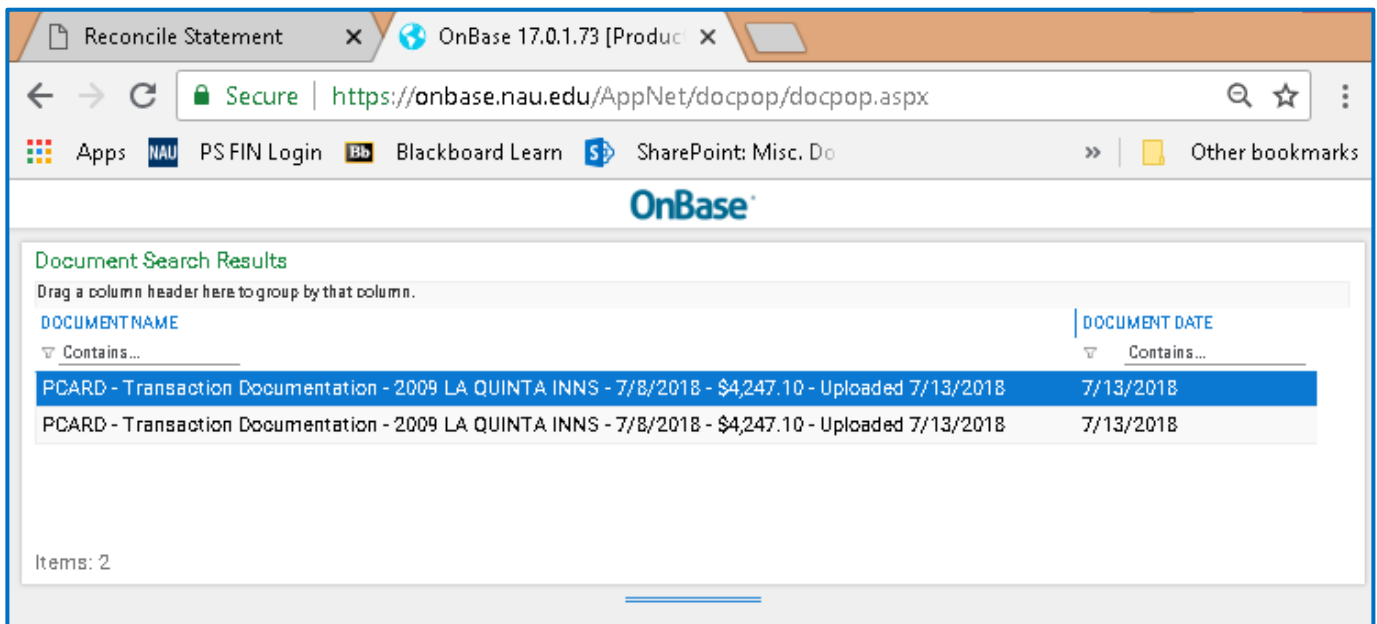 Reconcile Statement
OnBase 17.0.1.73 [Produc
Secure | https://onbase.nau.edu/AppNet/docpop/docpop.aspx
Apps NAU PS FIN Login Bb Blackboard Learn S SharePoint: Misc. Do » Other bookmarks
OnBase
Document Search Results
Drag a column header here to group by that column.
DOCUMENT NAME DOCUMENT DATE
Contains... Contains...
PCARD - Transaction Documentation - 2009 LA QUINTA INNS - 7/8/2018 - $4,247.10 - Uploaded 7/13/2018 7/13/2018
PCARD - Transaction Documentation - 2009 LA QUINTA INNS - 7/8/2018 - $4,247.10 - Uploaded 7/13/2018 7/13/2018
Items: 2